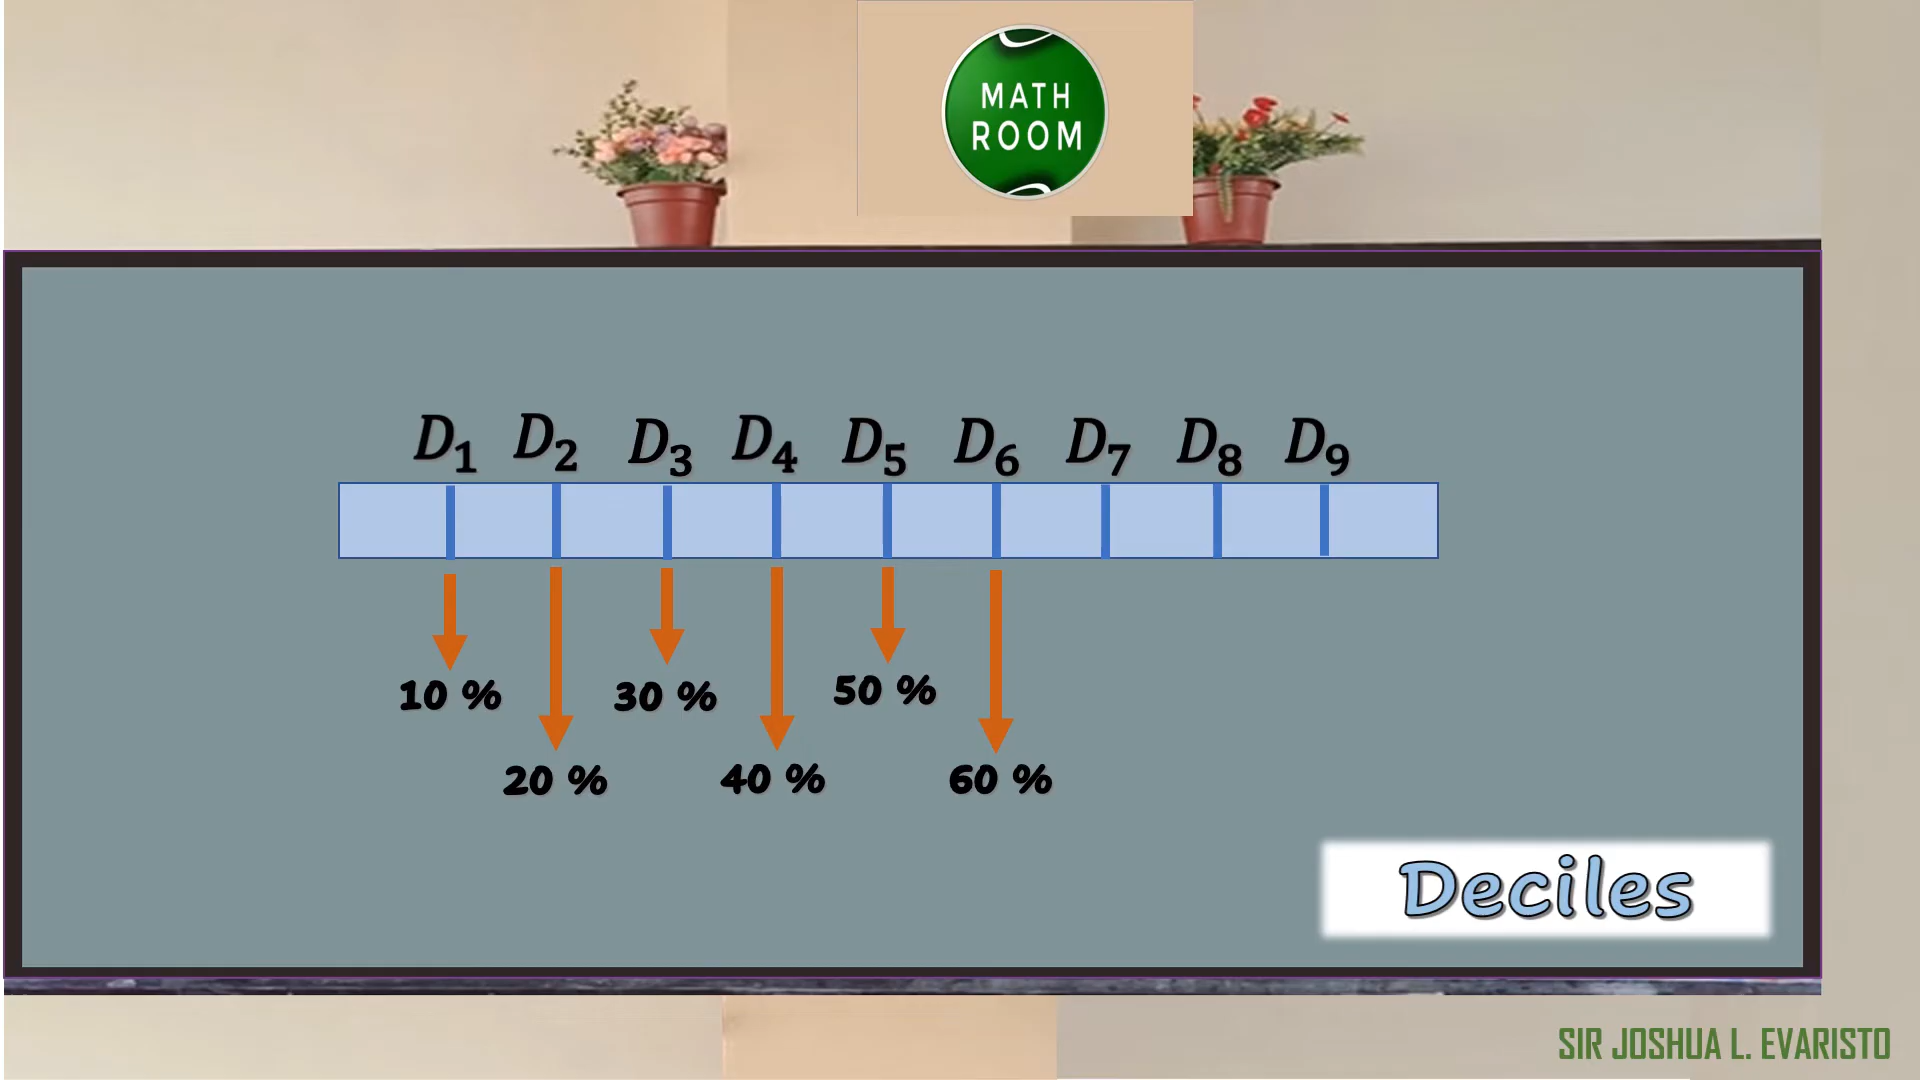 MATH
ROOM
D₁ D₂ D₃ D₄ D₅ D₆ D₇ D₈ D₉
10 % 30 % 50 %
20 % 40 % 60 %
Deciles
SIR JOSHUA L. EVARISTO